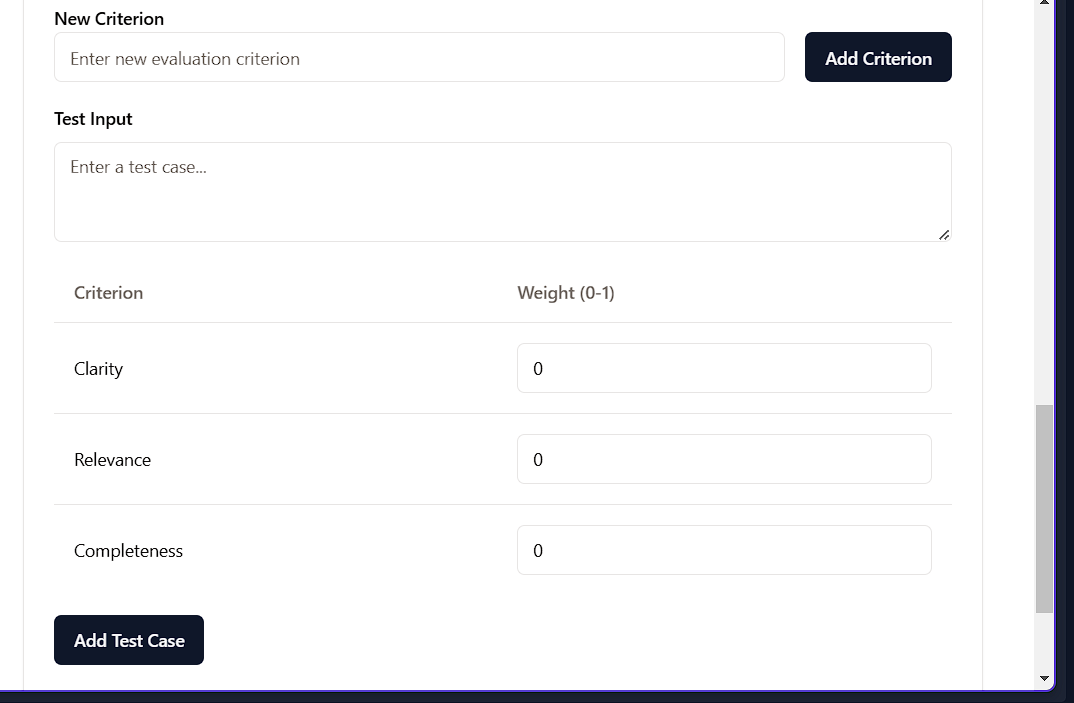 New Criterion
Enter new evaluation criterion
Add Criterion
Test Input
Enter a test case...
Criterion Weight (0-1)
Clarity 0
Relevance 0
Completeness 0
Add Test Case